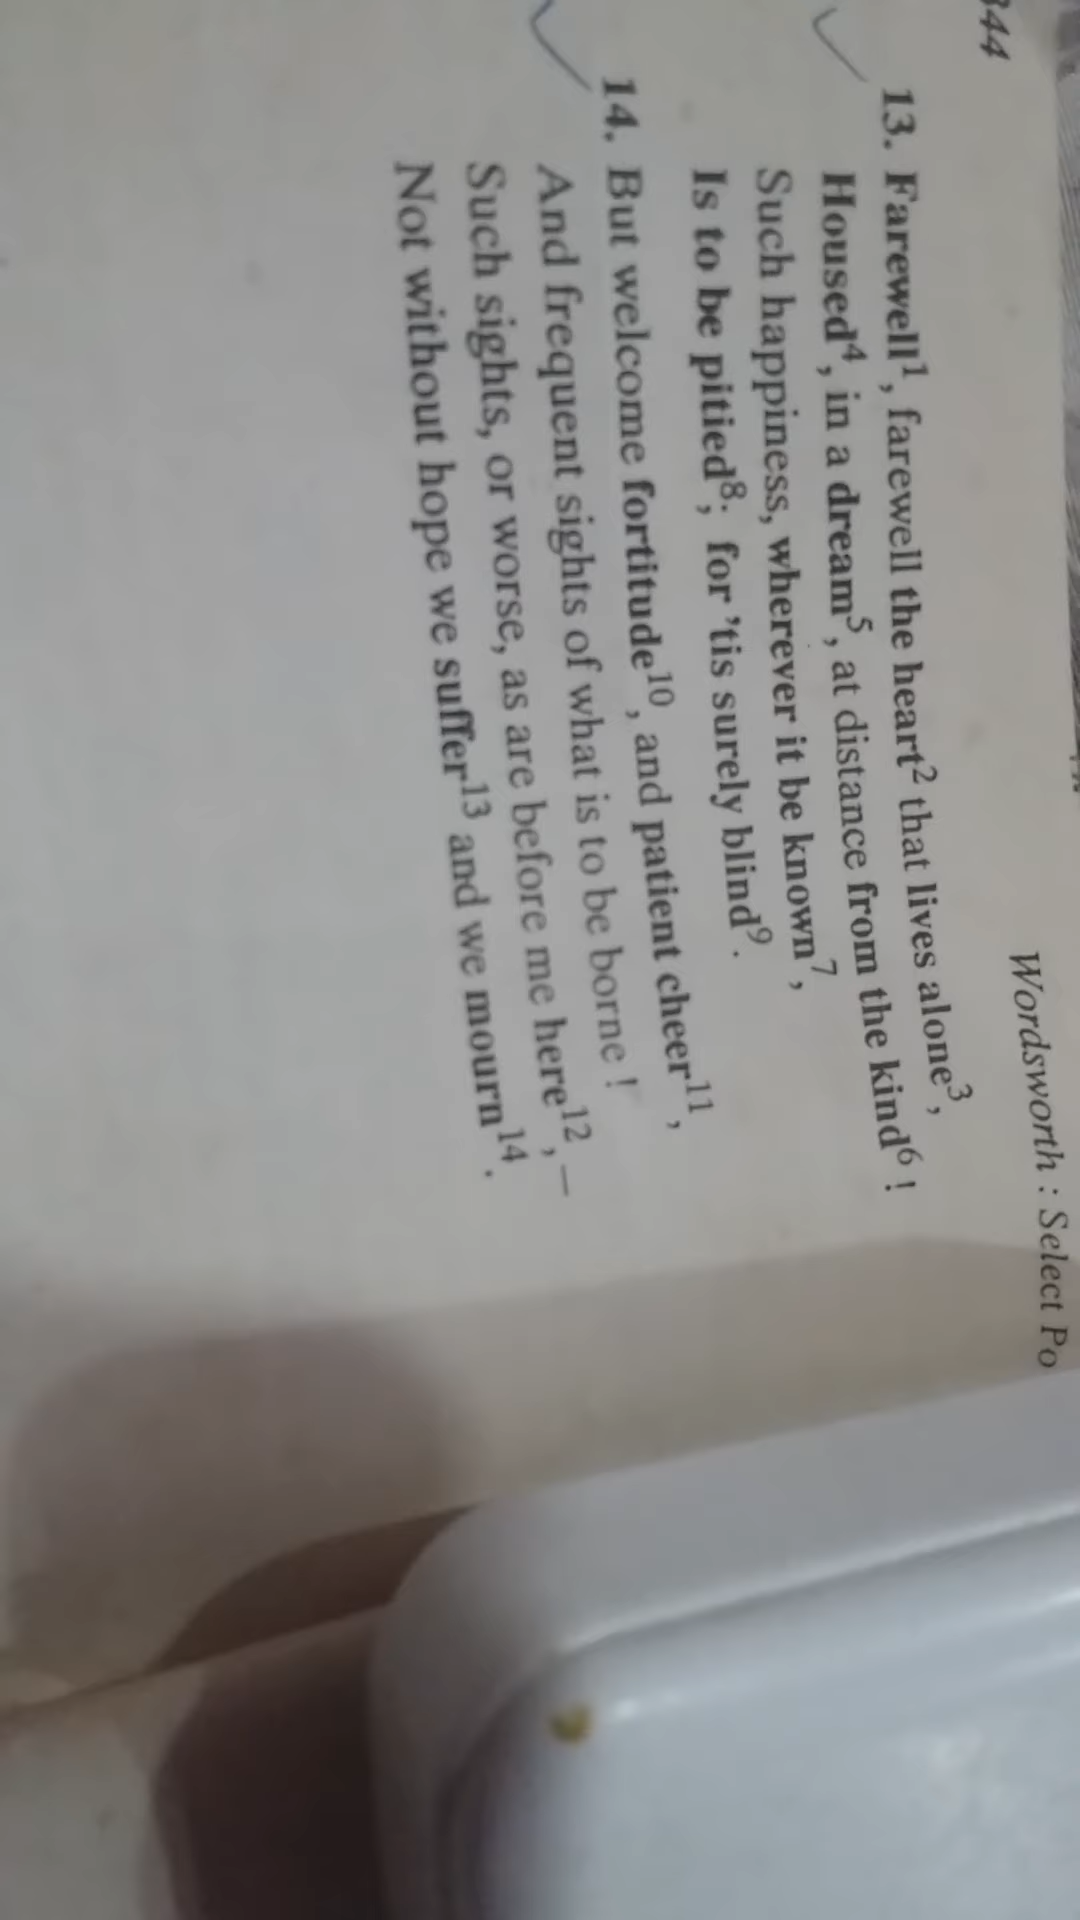 344
Wordsworth : Select Po
13. Farewell¹, farewell the heart² that lives alone³,
Housed⁴, in a dream⁵, at distance from the kind⁶ !
Such happiness, wherever it be known⁷,
Is to be pitied⁸; for 'tis surely blind⁹.
14. But welcome fortitude¹⁰, and patient cheer¹¹,
And frequent sights of what is to be borne !
Such sights, or worse, as are before me here¹²,—
Not without hope we suffer¹³ and we mourn¹⁴.